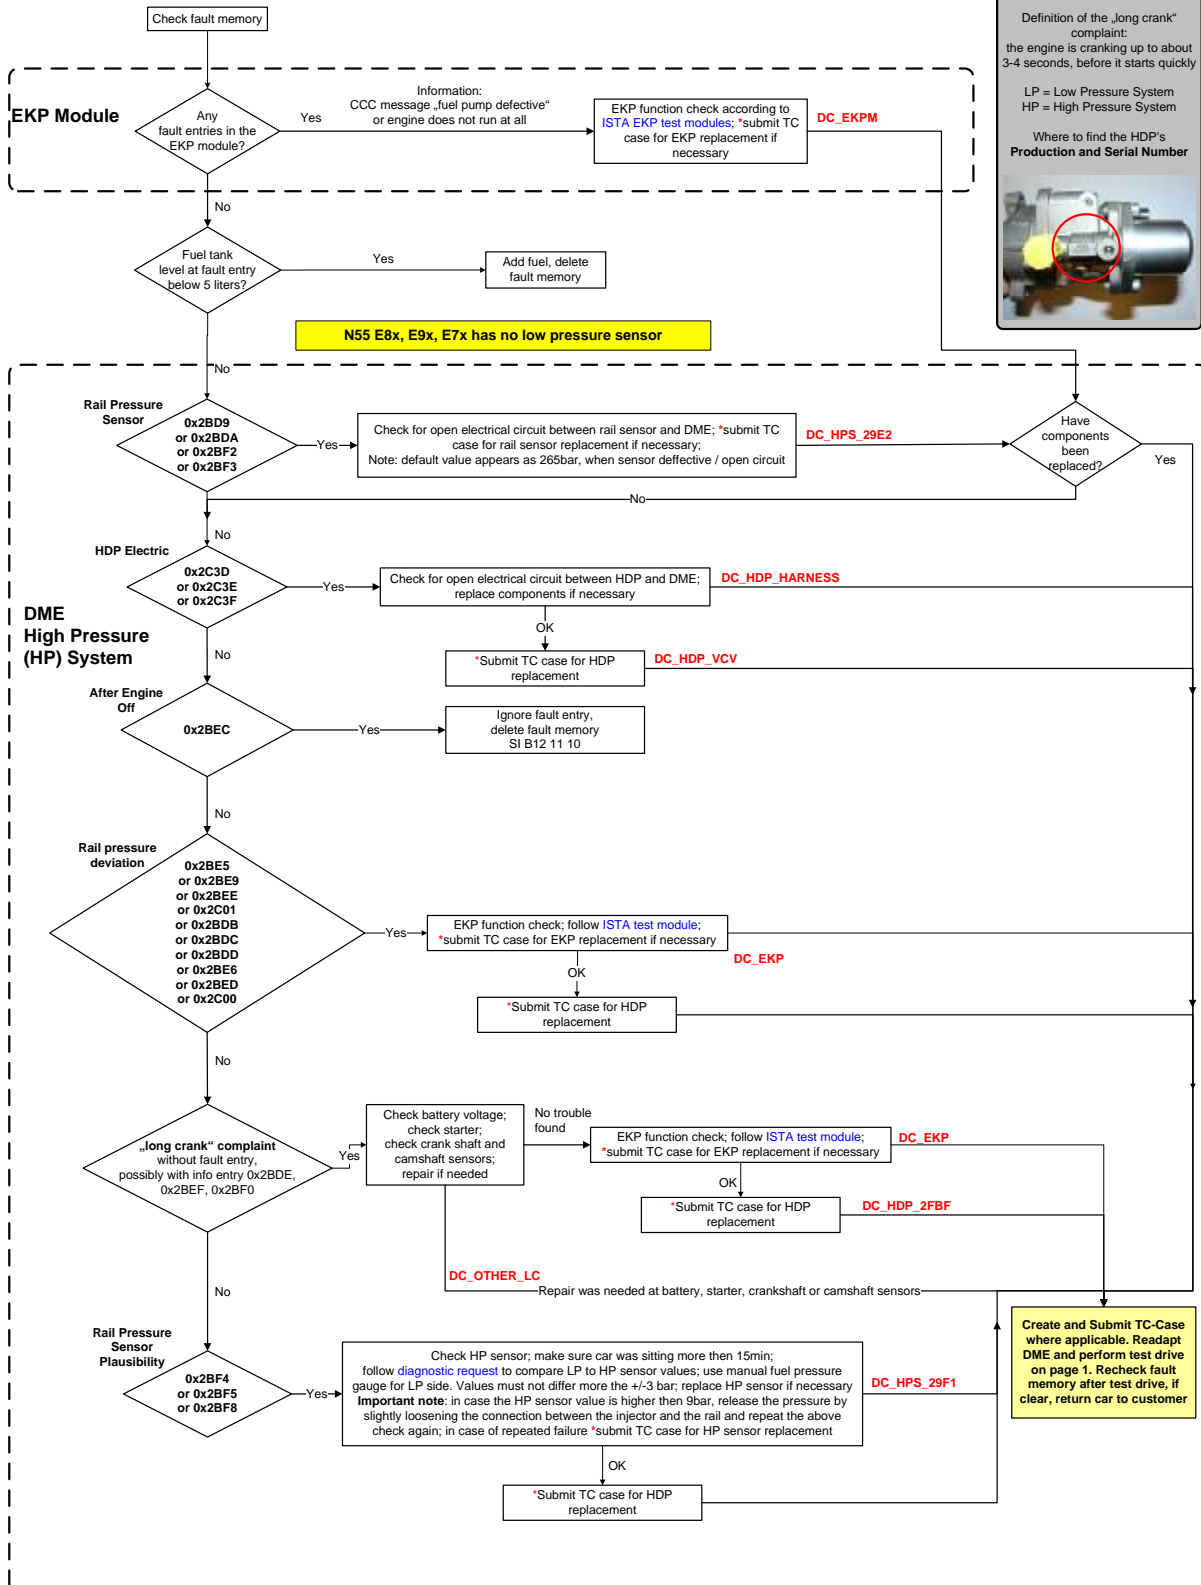 Check fault memory
Definition of the „long crank“
complaint:
the engine is cranking up to about
3-4 seconds, before it starts quickly
LP = Low Pressure System
HP = High Pressure System
Where to find the HDP's
Production and Serial Number
EKP Module
Any
fault entries in the
EKP module?
Yes
Information:
CCC message „fuel pump defective“
or engine does not run at all
EKP function check according to
ISTA EKP test modules; *submit TC
case for EKP replacement if
necessary
DC_EKPM
No
Fuel tank
level at fault entry
below 5 liters?
Yes
Add fuel, delete
fault memory
N55 E8x, E9x, E7x has no low pressure sensor
No
Rail Pressure
Sensor
0x2BD9
or 0x2BDA
or 0x2BF2
or 0x2BF3
Yes
Check for open electrical circuit between rail sensor and DME; *submit TC
case for rail sensor replacement if necessary;
Note: default value appears as 265bar, when sensor deffective / open circuit
DC_HPS_29E2
Have
components
been
replaced?
Yes
No
No
HDP Electric
0x2C3D
or 0x2C3E
or 0x2C3F
Yes
Check for open electrical circuit between HDP and DME;
replace components if necessary
DC_HDP_HARNESS
OK
*Submit TC case for HDP
replacement
DC_HDP_VCV
DME
High Pressure
(HP) System
No
After Engine
Off
0x2BEC
Yes
Ignore fault entry,
delete fault memory
SI B12 11 10
No
Rail pressure
deviation
0x2BE5
or 0x2BE9
or 0x2BEE
or 0x2C01
or 0x2BDB
or 0x2BDC
or 0x2BDD
or 0x2BE6
or 0x2BED
or 0x2C00
Yes
EKP function check; follow ISTA test module;
*submit TC case for EKP replacement if necessary
DC_EKP
OK
*Submit TC case for HDP
replacement
No
„long crank“ complaint
without fault entry,
possibly with info entry 0x2BDE,
0x2BEF, 0x2BF0
Yes
Check battery voltage;
check starter;
check crank shaft and
camshaft sensors;
repair if needed
No trouble
found
EKP function check; follow ISTA test module;
*submit TC case for EKP replacement if necessary
DC_EKP
OK
*Submit TC case for HDP
replacement
DC_HDP_2FBF
DC_OTHER_LC
Repair was needed at battery, starter, crankshaft or camshaft sensors
No
Rail Pressure
Sensor
Plausibility
0x2BF4
or 0x2BF5
or 0x2BF8
Yes
Check HP sensor; make sure car was sitting more then 15min;
follow diagnostic request to compare LP to HP sensor values; use manual fuel pressure
gauge for LP side. Values must not differ more the +/-3 bar; replace HP sensor if necessary
Important note: in case the HP sensor value is higher then 9bar, release the pressure by
slightly loosening the connection between the injector and the rail and repeat the above
check again; in case of repeated failure *submit TC case for HP sensor replacement
DC_HPS_29F1
OK
*Submit TC case for HDP
replacement
Create and Submit TC-Case
where applicable. Readapt
DME and perform test drive
on page 1. Recheck fault
memory after test drive, if
clear, return car to customer